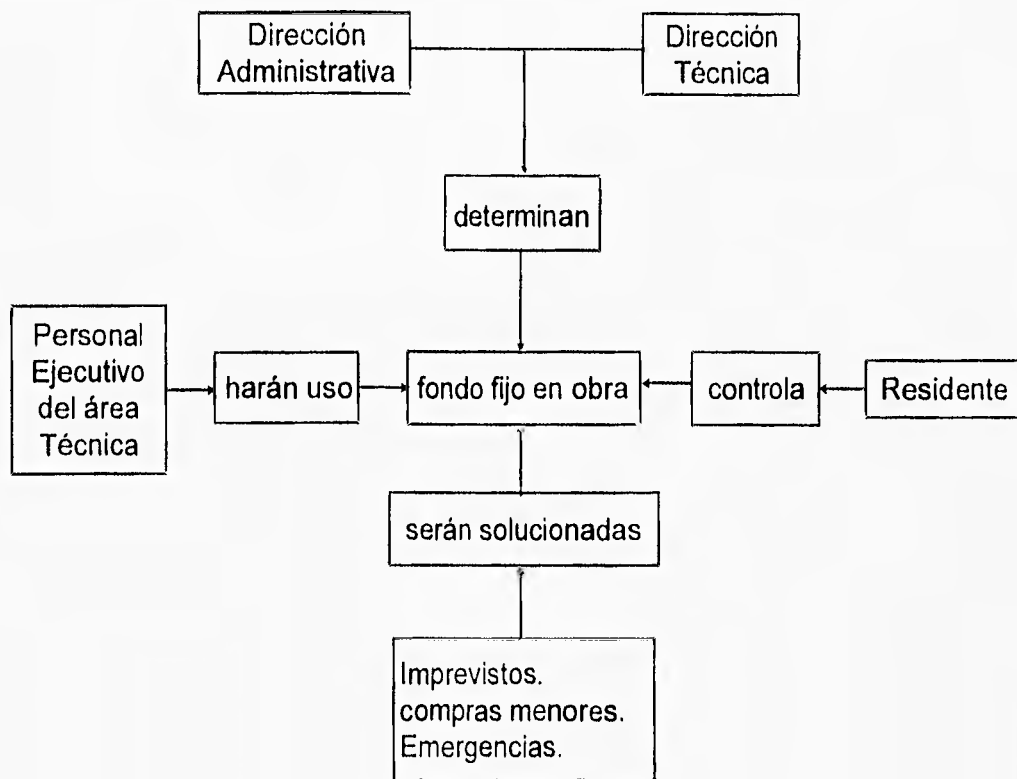 Dirección
Administrativa
Dirección
Técnica
determinan
Personal
Ejecutivo
del área
Técnica
harán uso
fondo fijo en obra
controla
Residente
serán solucionadas
Imprevistos.
compras menores.
Emergencias.